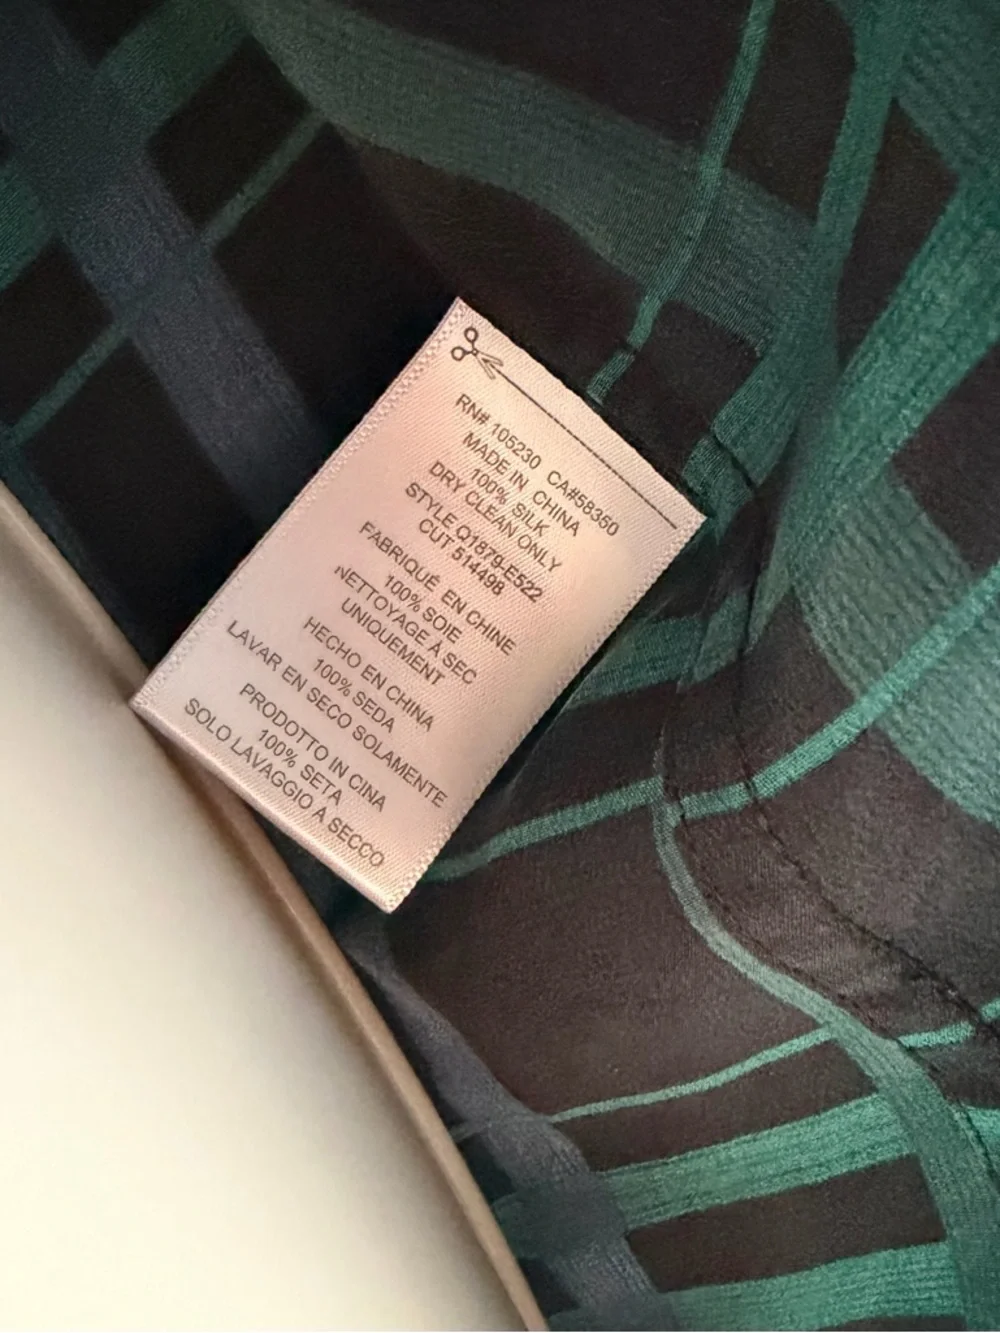 RN# 105230 CA#58350
MADE IN CHINA
100% SILK
DRY CLEAN ONLY
STYLE Q1879-E522
CUT 514498
FABRIQUÉ EN CHINE
100% SOIE
NETTOYAGE À SEC
UNIQUEMENT
HECHO EN CHINA
100% SEDA
LAVAR EN SECO SOLAMENTE
PRODOTTO IN CINA
100% SETA
SOLO LAVAGGIO A SECCO